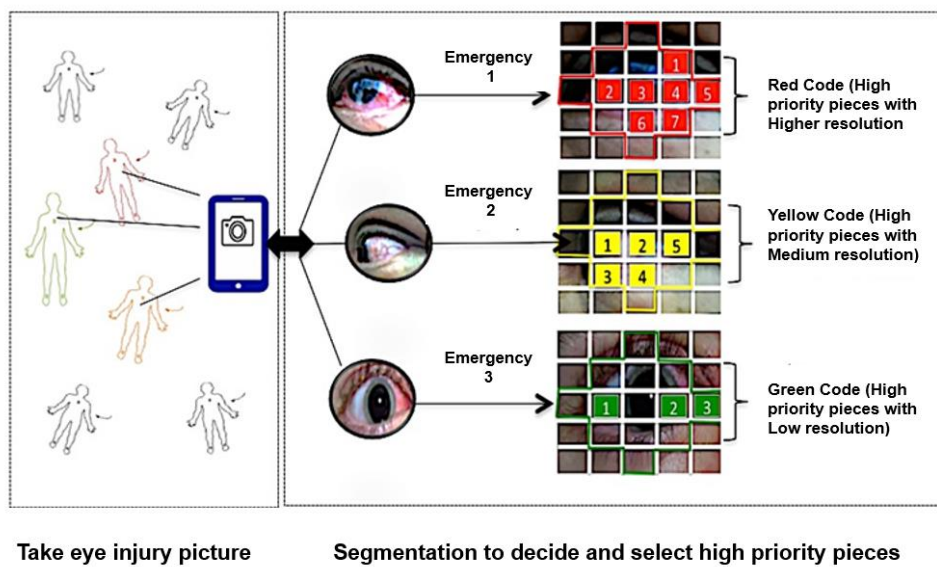 Emergency
1
1
2 3 4 5
6 7
Red Code (High
priority pieces with
Higher resolution
Emergency
2
1 2 5
3 4
Yellow Code (High
priority pieces with
Medium resolution)
Emergency
3
1 2 3
Green Code (High
priority pieces with
Low resolution)
Take eye injury picture
Segmentation to decide and select high priority pieces